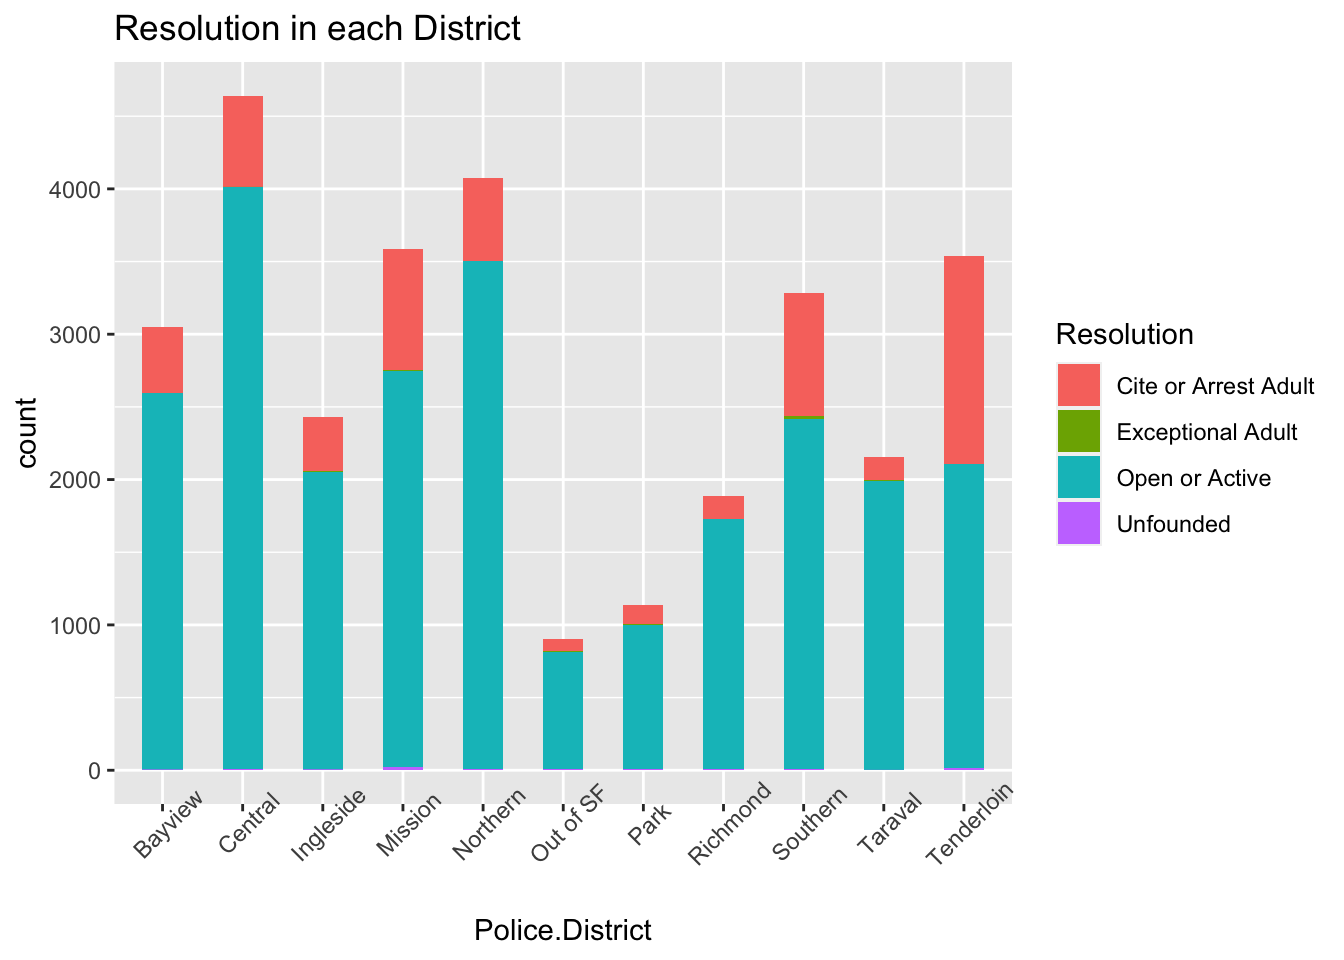 Resolution in each District
count
4000
3000
2000
1000
0
Bayview
Central
Ingleside
Mission
Northern
Out of SF
Park
Richmond
Southern
Taraval
Tenderloin
Police.District
Resolution
Cite or Arrest Adult
Exceptional Adult
Open or Active
Unfounded